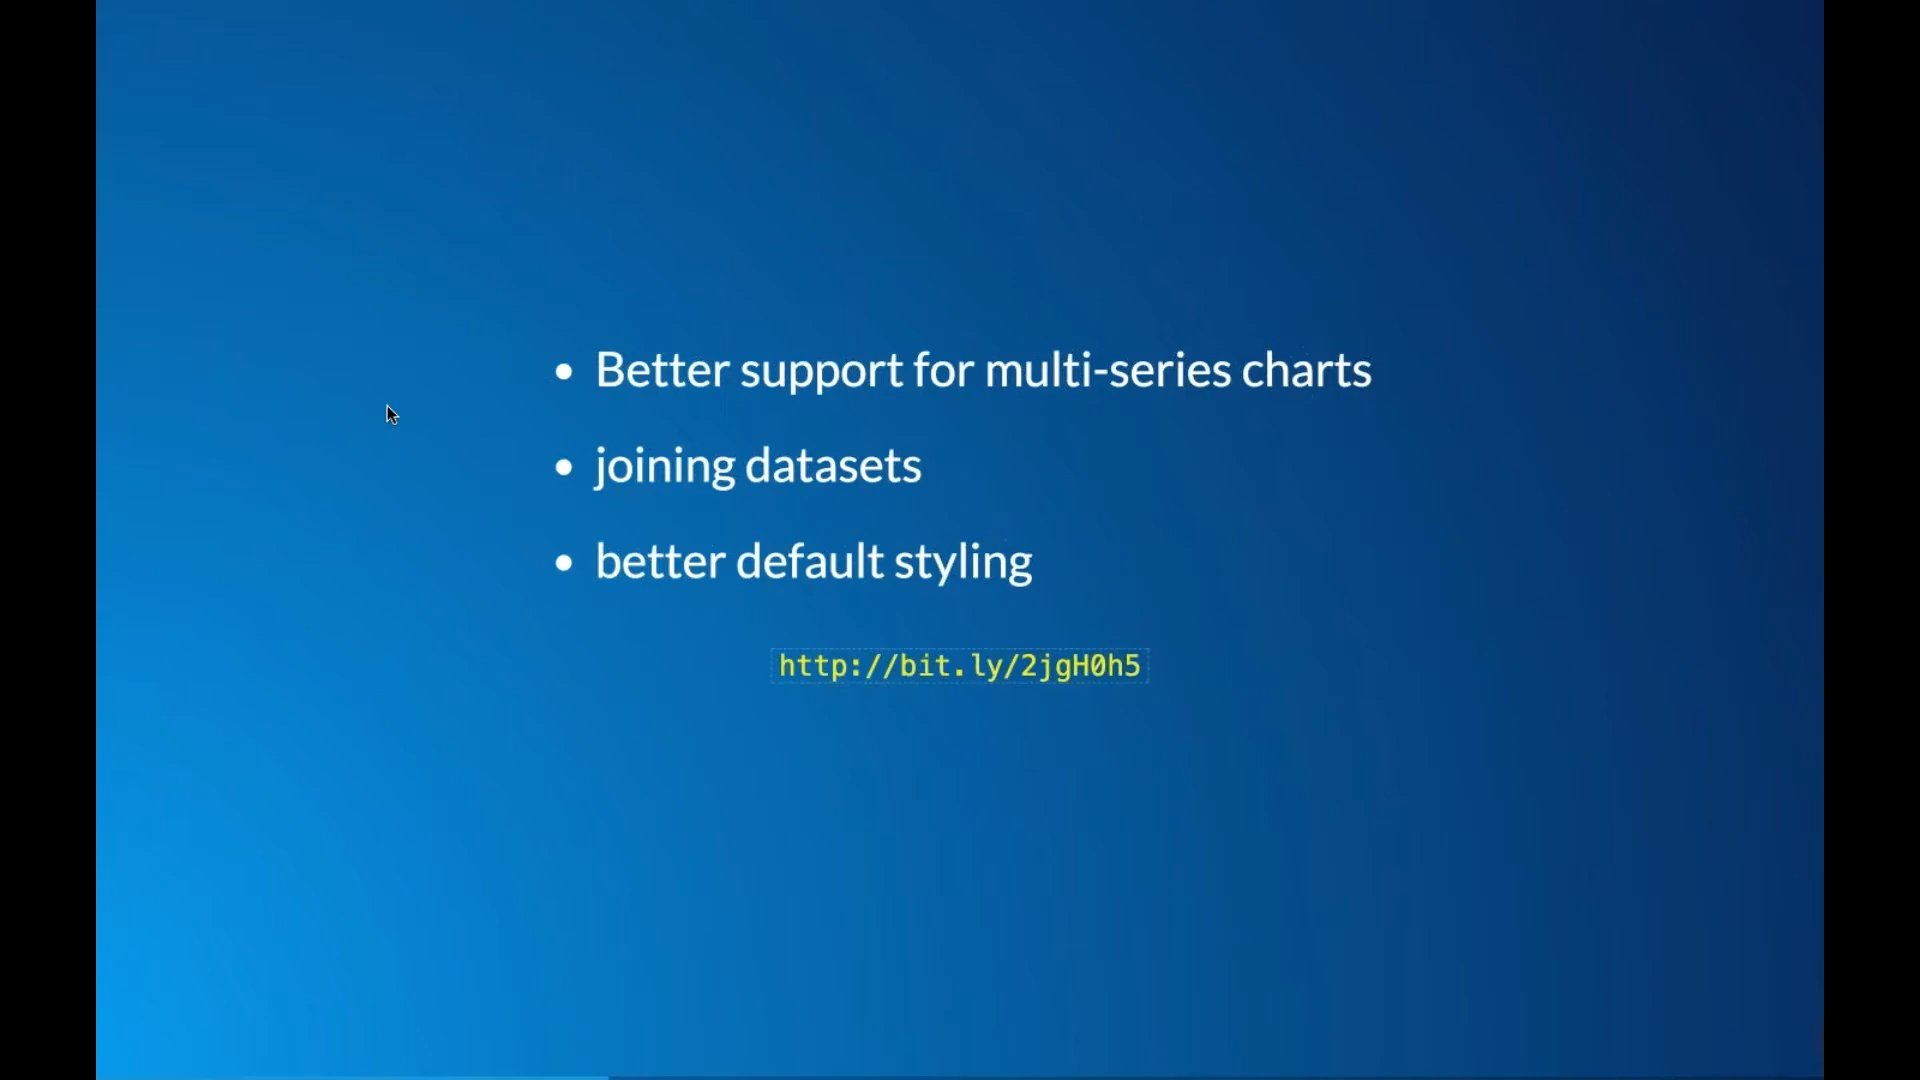 • Better support for multi-series charts
• joining datasets
• better default styling
http://bit.ly/2jgH0h5